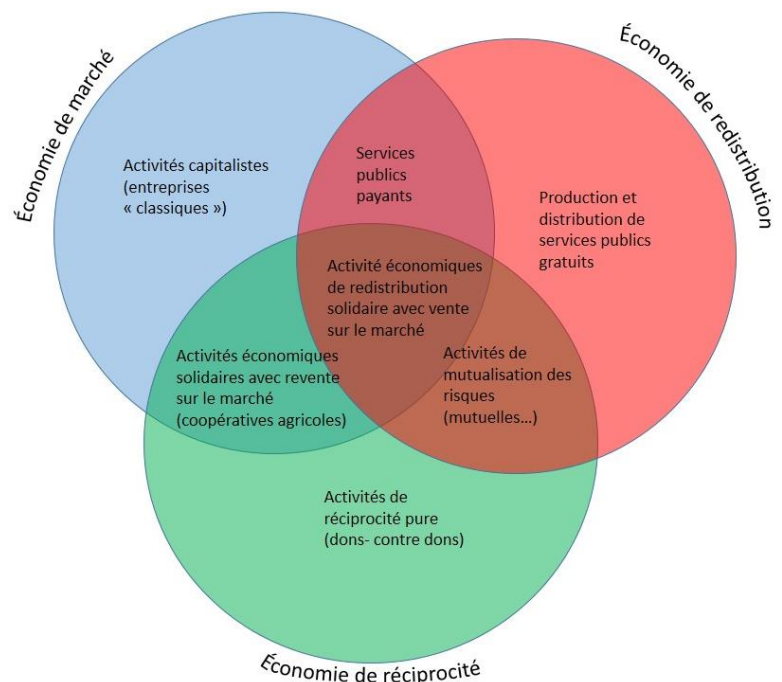 Économie de marché
Économie de redistribution
Activités capitalistes
(entreprises
« classiques »)
Services
publics
payants
Production et
distribution de
services publics
gratuits
Activité économiques
de redistribution
solidaire avec vente
sur le marché
Activités économiques
solidaires avec revente
sur le marché
(coopératives agricoles)
Activités de
mutualisation des
risques
(mutuelles…)
Activités de
réciprocité pure
(dons- contre dons)
Économie de réciprocité